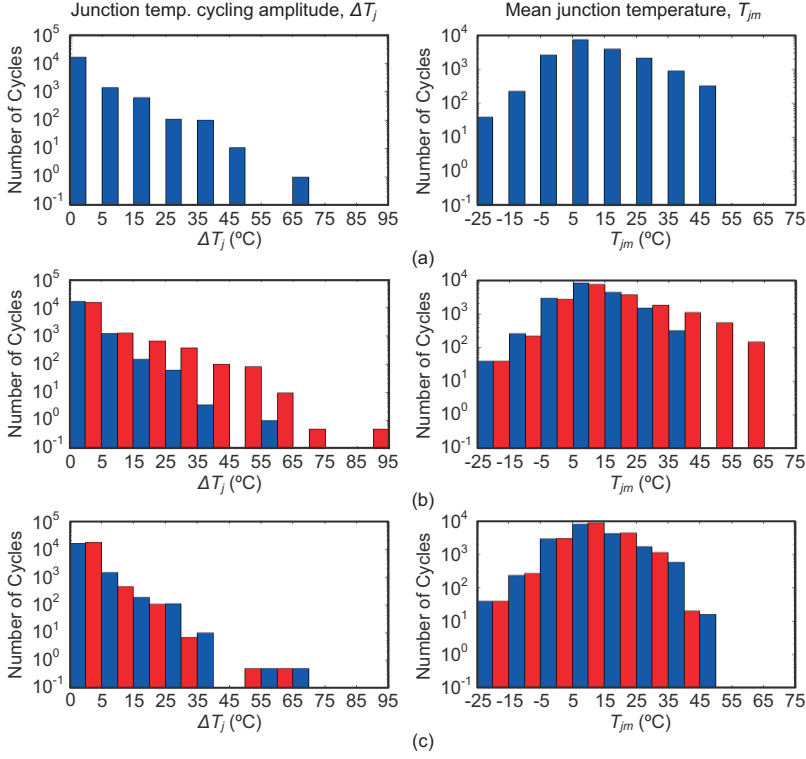 Junction temp. cycling amplitude, ΔTj
Mean junction temperature, Tjm
Number of Cycles
10^5
10^4
10^3
10^2
10^1
10^0
10^-1
0 5 15 25 35 45 55 65 75 85 95
ΔTj (ºC)
Number of Cycles
10^4
10^3
10^2
10^1
10^0
10^-1
-25 -15 -5 5 15 25 35 45 55 65 75
Tjm (ºC)
(a)
Number of Cycles
10^5
10^4
10^3
10^2
10^1
10^0
10^-1
0 5 15 25 35 45 55 65 75 85 95
ΔTj (ºC)
Number of Cycles
10^4
10^3
10^2
10^1
10^0
10^-1
-25 -15 -5 5 15 25 35 45 55 65 75
Tjm (ºC)
(b)
Number of Cycles
10^5
10^4
10^3
10^2
10^1
10^0
10^-1
0 5 15 25 35 45 55 65 75 85 95
ΔTj (ºC)
Number of Cycles
10^4
10^3
10^2
10^1
10^0
10^-1
-25 -15 -5 5 15 25 35 45 55 65 75
Tjm (ºC)
(c)